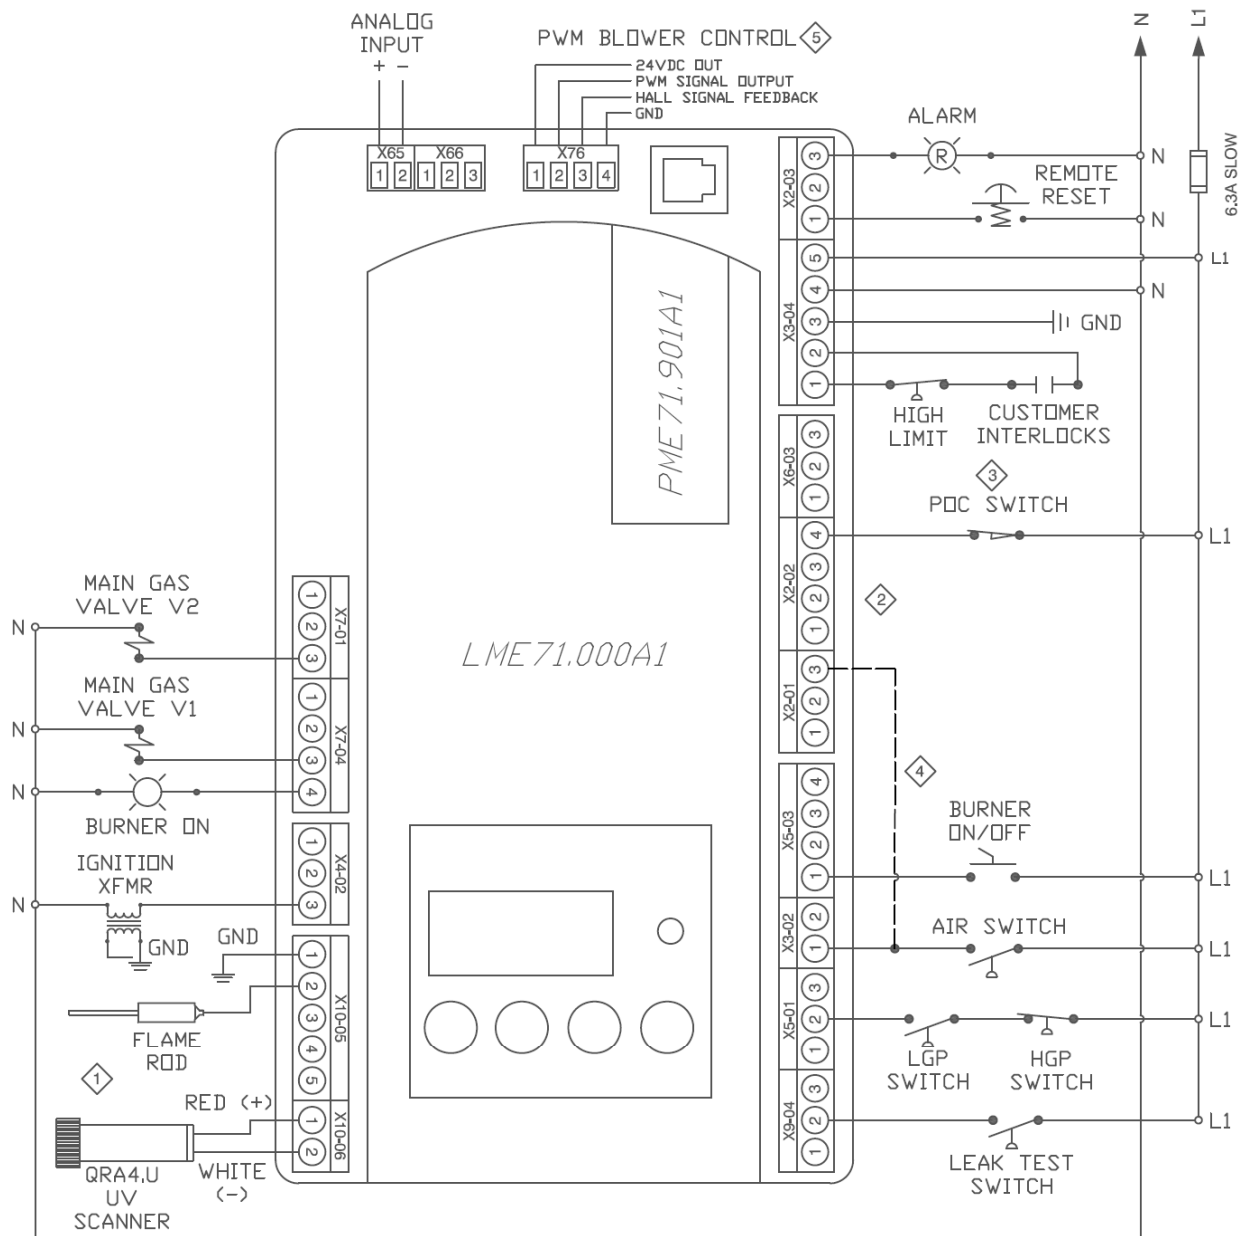 ANALOG
INPUT
+ −
PWM BLOWER CONTROL 5
24VDC OUT
PWM SIGNAL OUTPUT
HALL SIGNAL FEEDBACK
GND
X65
1 2
X66
1 2 3
X76
1 2 3 4
N
L1
6.3A SLOW
ALARM
R
N
REMOTE
RESET
N
X2-03
3
2
1
L1
N
GND
X3-04
5
4
3
2
1
HIGH
LIMIT
CUSTOMER
INTERLOCKS
X6-03
3
2
1
3
POC SWITCH
L1
X2-02
4
3
2
1
2
X2-01
3
2
1
4
X5-03
4
3
2
1
BURNER
ON/OFF
L1
X3-02
2
1
AIR SWITCH
L1
X5-01
3
2
1
LGP
SWITCH
HGP
SWITCH
L1
X9-04
3
2
1
LEAK TEST
SWITCH
L1
PME71.901A1
LME71.000A1
MAIN GAS
VALVE V2
N
X7-01
1
2
3
MAIN GAS
VALVE V1
N
X7-04
1
2
3
4
N
BURNER ON
IGNITION
XFMR
N
GND
X4-02
1
2
3
GND
X10-05
1
2
3
4
5
FLAME
ROD
1
RED (+)
X10-06
1
2
WHITE
(-)
QRA4.U
UV
SCANNER